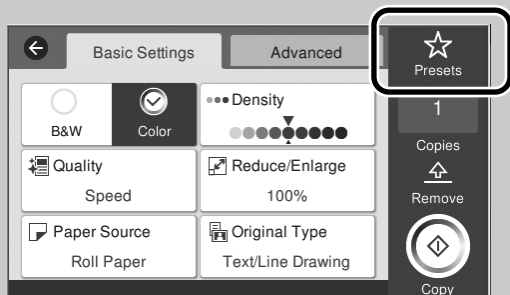 Basic Settings
Advanced
Presets
B&W
Color
Density
1
Copies
Quality
Speed
Reduce/Enlarge
100%
Remove
Paper Source
Roll Paper
Original Type
Text/Line Drawing
Copy